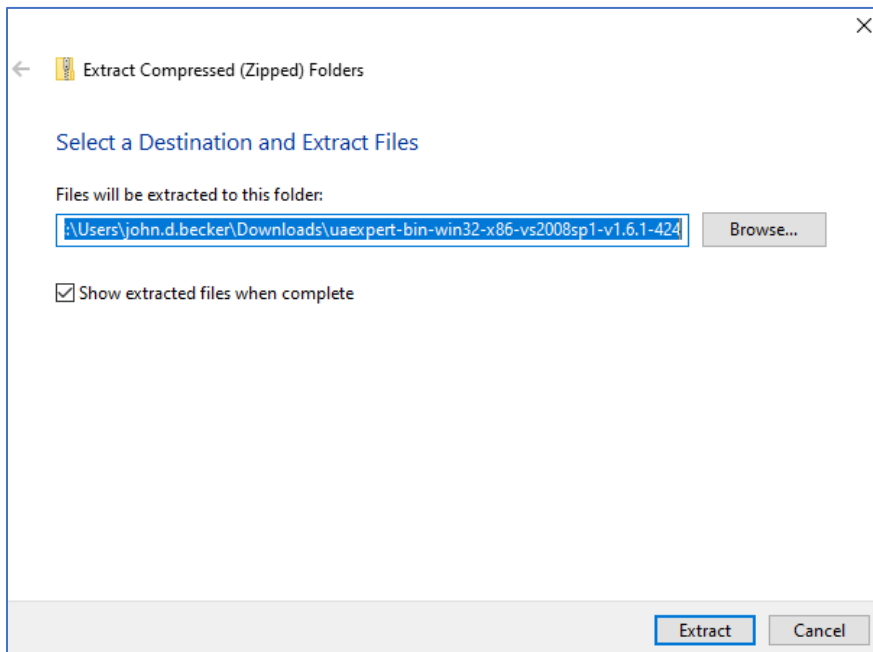 Extract Compressed (Zipped) Folders
Select a Destination and Extract Files
Files will be extracted to this folder:
:\Users\john.d.becker\Downloads\uaexpert-bin-win32-x86-vs2008sp1-v1.6.1-424
Browse...
Show extracted files when complete
Extract
Cancel